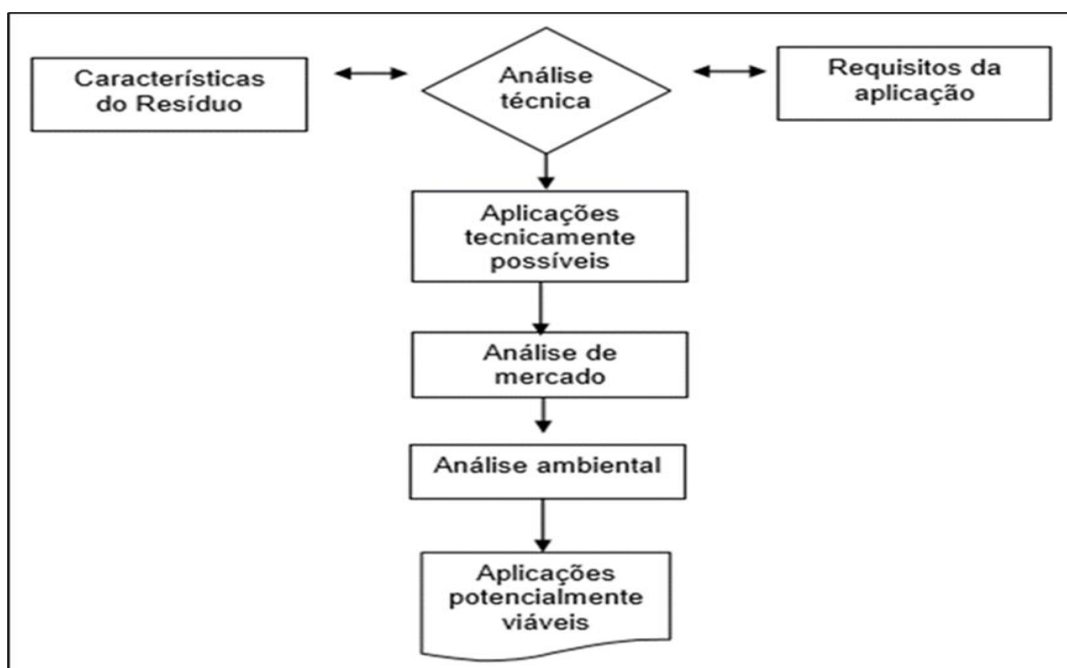 Características
do Resíduo
Análise
técnica
Requisitos da
aplicação
Aplicações
tecnicamente
possíveis
Análise de
mercado
Análise ambiental
Aplicações
potencialmente
viáveis